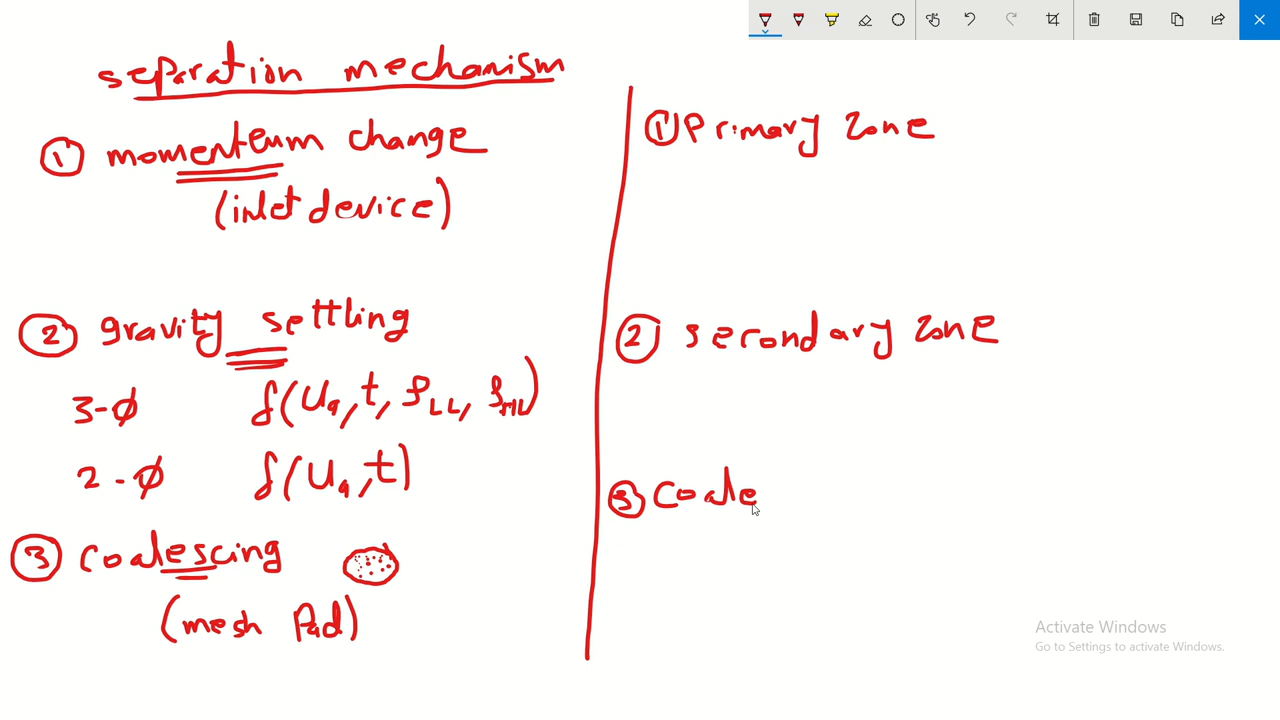 separation mechanism
① momenteum change
(inlet device)
② gravity settling
3-ϕ f(Ug, t, ρLL, ρHL)
2-ϕ f(Ug, t)
③ coalescing
(mesh Pad)
① Primary zone
② secondary zone
③ Coale
Activate Windows
Go to Settings to activate Windows.